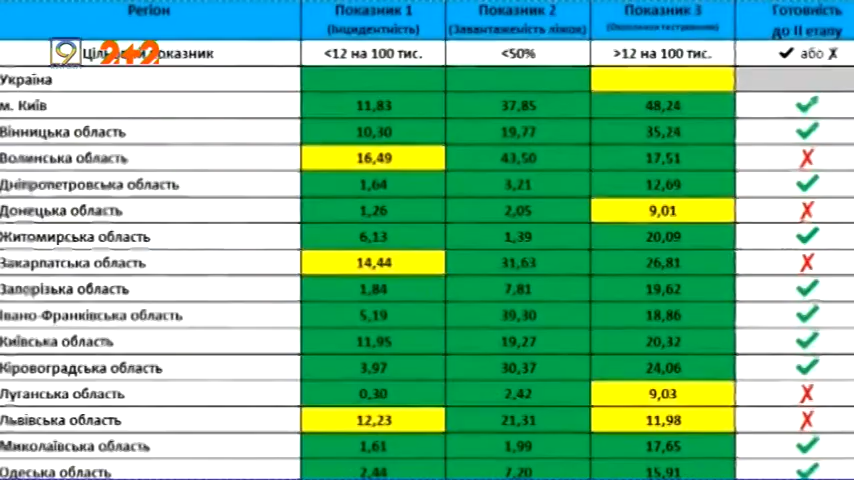 Регіон Показник 1 Показник 2 Показник 3 Готовність
(Інцидентність) (Завантаженість ліжок) до ІІ етапу
9 2+2 Цільовий показник <12 на 100 тис. <50% >12 на 100 тис. ✓ або ✗
Україна
м. Київ 11,83 37,85 48,24 ✓
Вінницька область 10,30 19,77 35,24 ✓
Волинська область 16,49 43,50 17,51 ✗
Дніпропетровська область 1,64 3,21 12,69 ✓
Донецька область 1,26 2,05 9,01 ✗
Житомирська область 6,13 1,39 20,09 ✓
Закарпатська область 14,44 31,63 26,81 ✗
Запорізька область 1,84 7,81 19,62 ✓
Івано-Франківська область 5,19 39,30 18,86 ✓
Київська область 11,95 19,27 20,32 ✓
Кіровоградська область 3,97 30,37 24,06 ✓
Луганська область 0,30 2,42 9,03 ✗
Львівська область 12,23 21,31 11,98 ✗
Миколаївська область 1,61 1,99 17,65 ✓
Одеська область 2,44 7,20 15,91 ✓